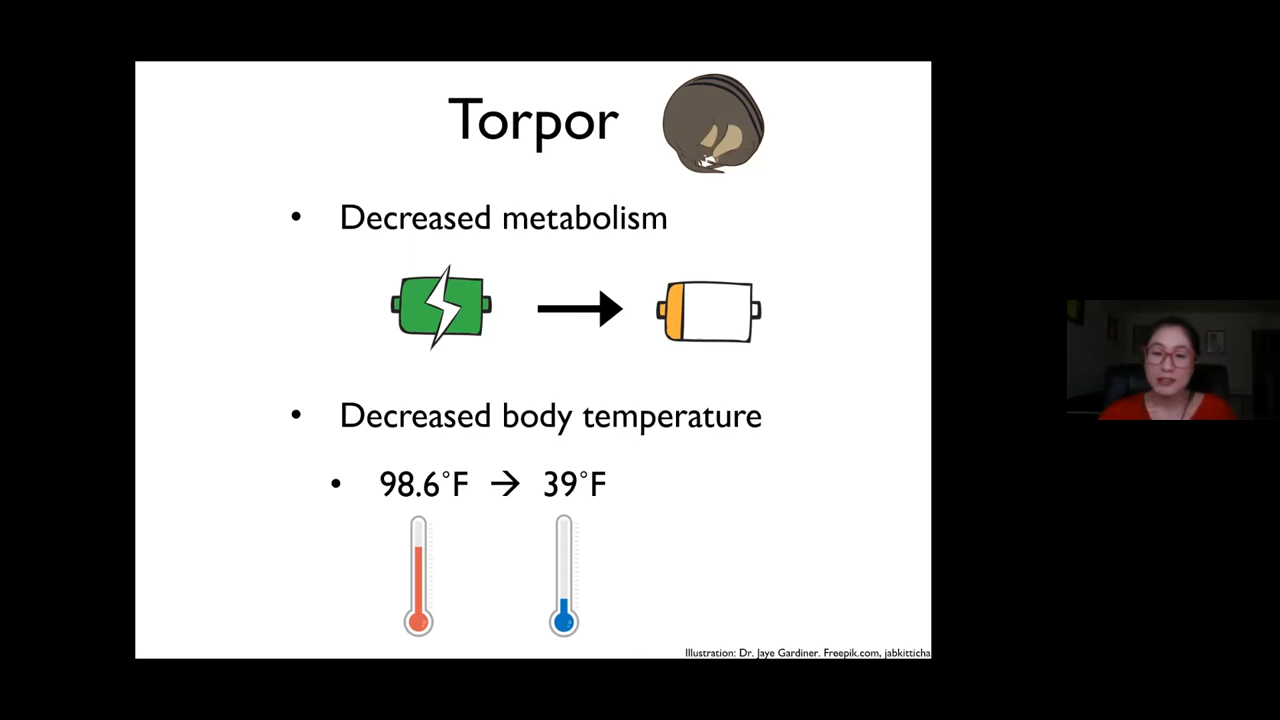 Torpor
• Decreased metabolism
• Decreased body temperature
• 98.6°F → 39°F
Illustration: Dr. Jaye Gardiner. Freepik.com, jabkitticha